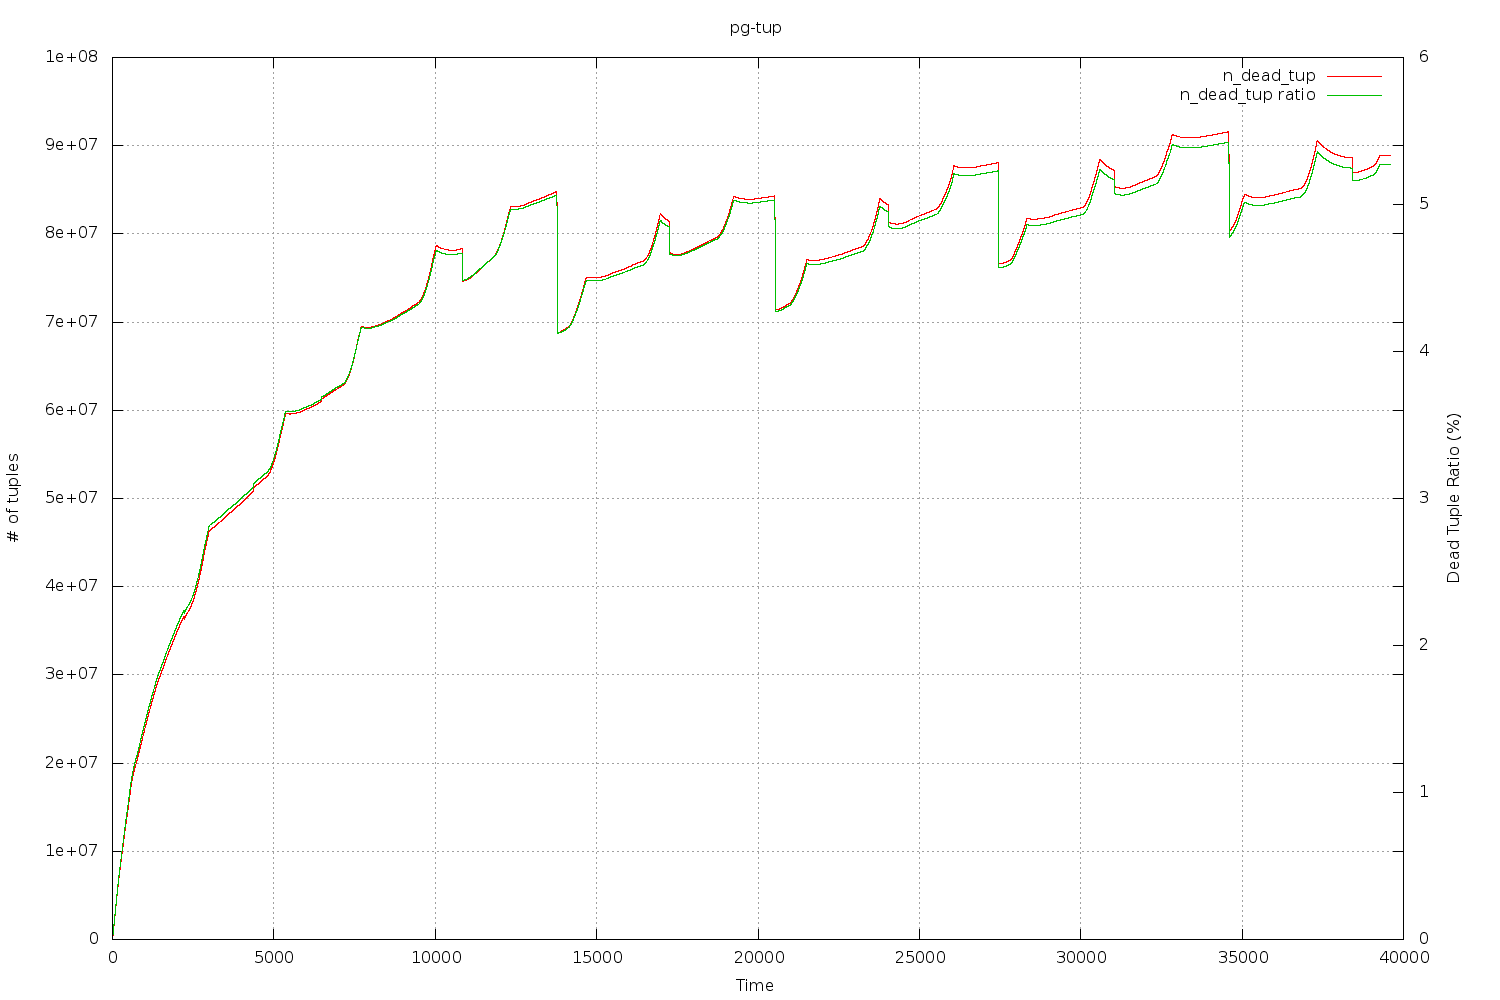 pg-tup
n_dead_tup
n_dead_tup ratio
1e+08
9e+07
8e+07
7e+07
6e+07
5e+07
4e+07
3e+07
2e+07
1e+07
0
# of tuples
6
5
4
3
2
1
0
Dead Tuple Ratio (%)
0
5000
10000
15000
20000
25000
30000
35000
40000
Time